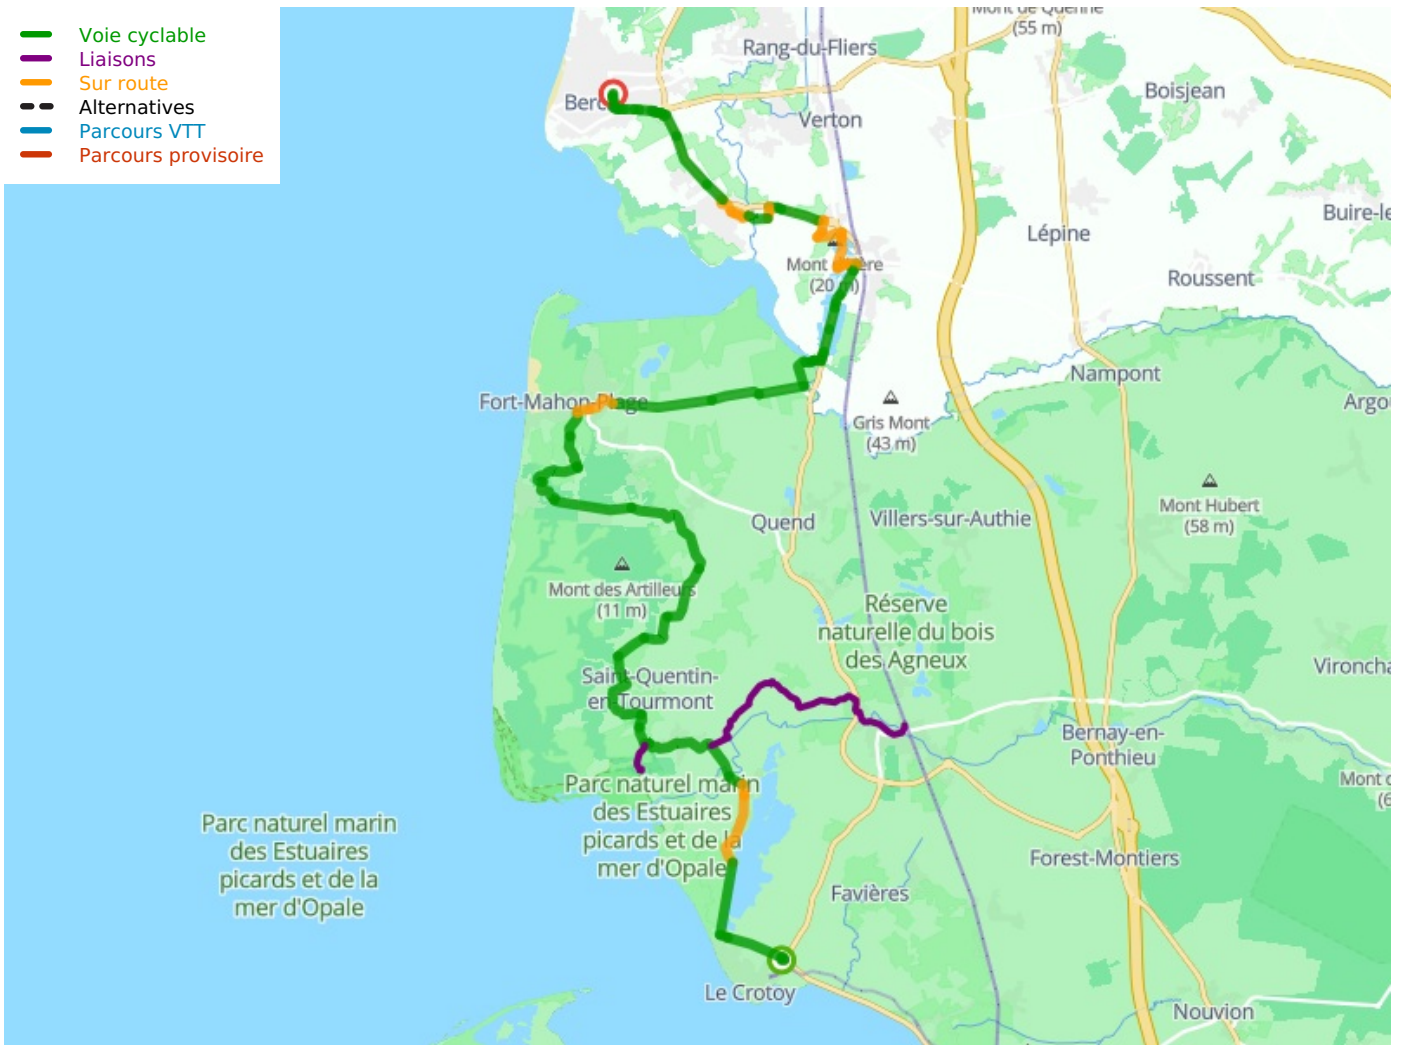 Voie cyclable
Liaisons
Sur route
Alternatives
Parcours VTT
Parcours provisoire
(55 m)
Rang-du-Fliers
Boisjean
Verton
Lépine
Roussent
(20 m)
Nampont
Fort-Mahon-Plage
Gris Mont
(43 m)
Mont Hubert
(58 m)
Quend
Villers-sur-Authie
Mont des Artilleurs
(11 m)
Réserve
naturelle du bois
des Agneux
Saint-Quentin-
en-Tourmont
Bernay-en-
Ponthieu
Parc naturel marin
des Estuaires
picards et de la
mer d'Opale
Parc naturel marin
des Estuaires
picards et de la
mer d'Opale
Forest-Montiers
Favières
Le Crotoy
Nouvion